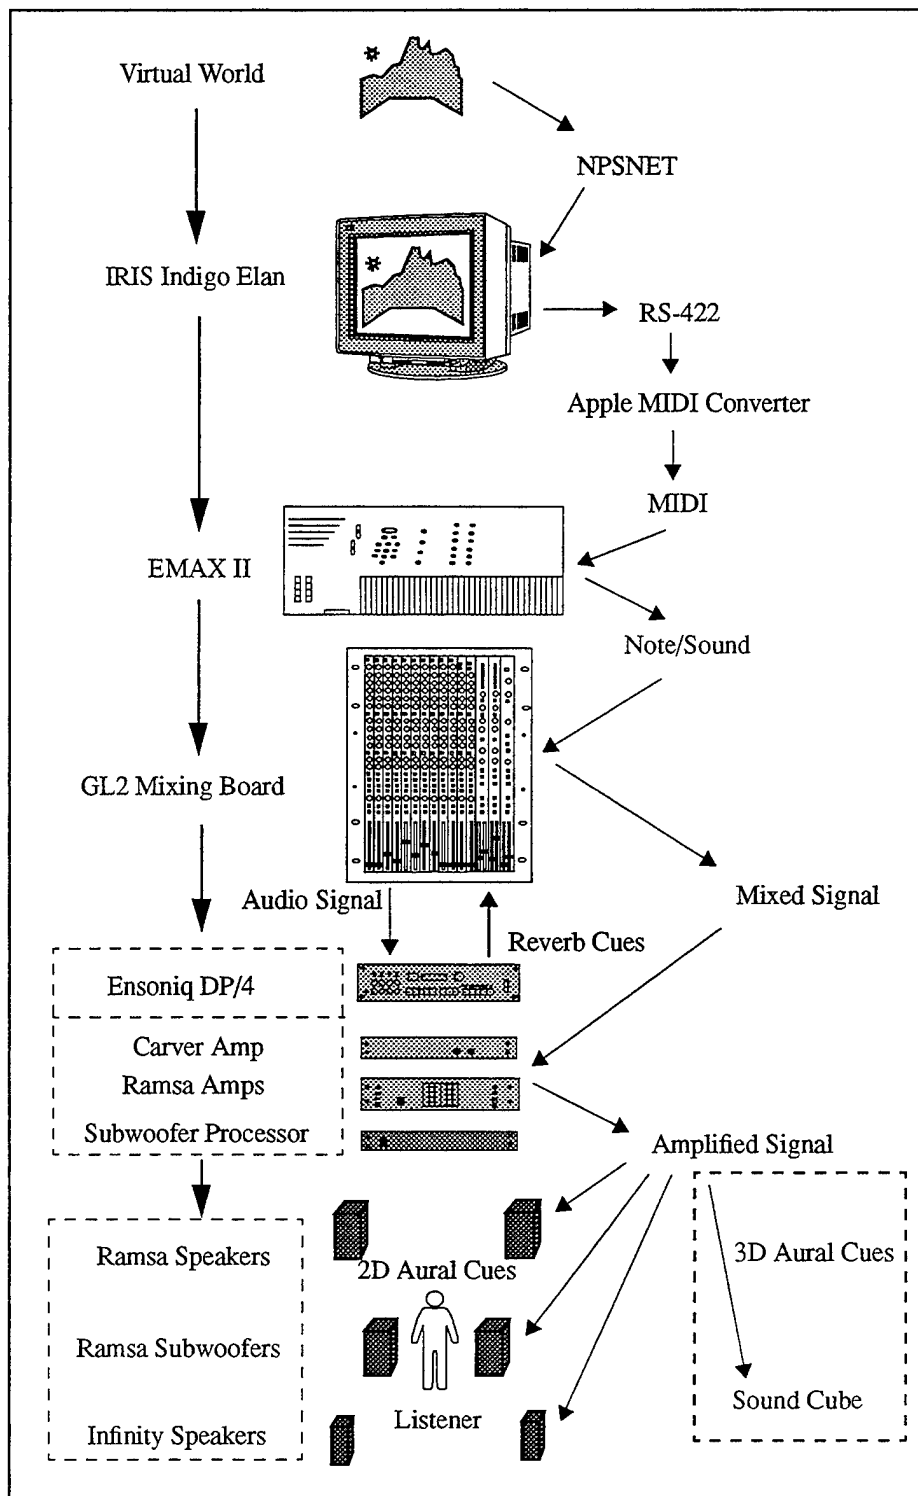 Virtual World
NPSNET
IRIS Indigo Elan
RS-422
Apple MIDI Converter
MIDI
EMAX II
Note/Sound
GL2 Mixing Board
Audio Signal
Mixed Signal
Reverb Cues
Ensoniq DP/4
Carver Amp
Ramsa Amps
Subwoofer Processor
Amplified Signal
Ramsa Speakers
2D Aural Cues
3D Aural Cues
Ramsa Subwoofers
Sound Cube
Listener
Infinity Speakers